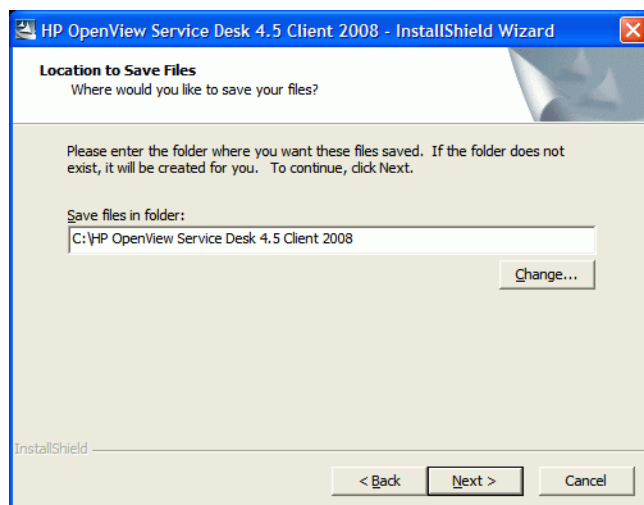 HP OpenView Service Desk 4.5 Client 2008 - InstallShield Wizard
Location to Save Files
Where would you like to save your files?
Please enter the folder where you want these files saved. If the folder does not
exist, it will be created for you. To continue, click Next.
Save files in folder:
C:\HP OpenView Service Desk 4.5 Client 2008
Change...
InstallShield
< Back Next > Cancel